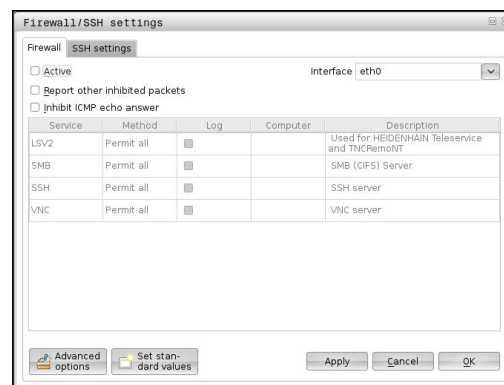 Firewall/SSH settings
Firewall SSH settings
Active Interface eth0
Report other inhibited packets
Inhibit ICMP echo answer
Service Method Log Computer Description
LSV2 Permit all Used for HEIDENHAIN Teleservice
and TNCRemoNT
SMB Permit all SMB (CIFS) Server
SSH Permit all SSH server
VNC Permit all VNC server
Advanced
options
Set stan-
dard values
Apply Cancel OK